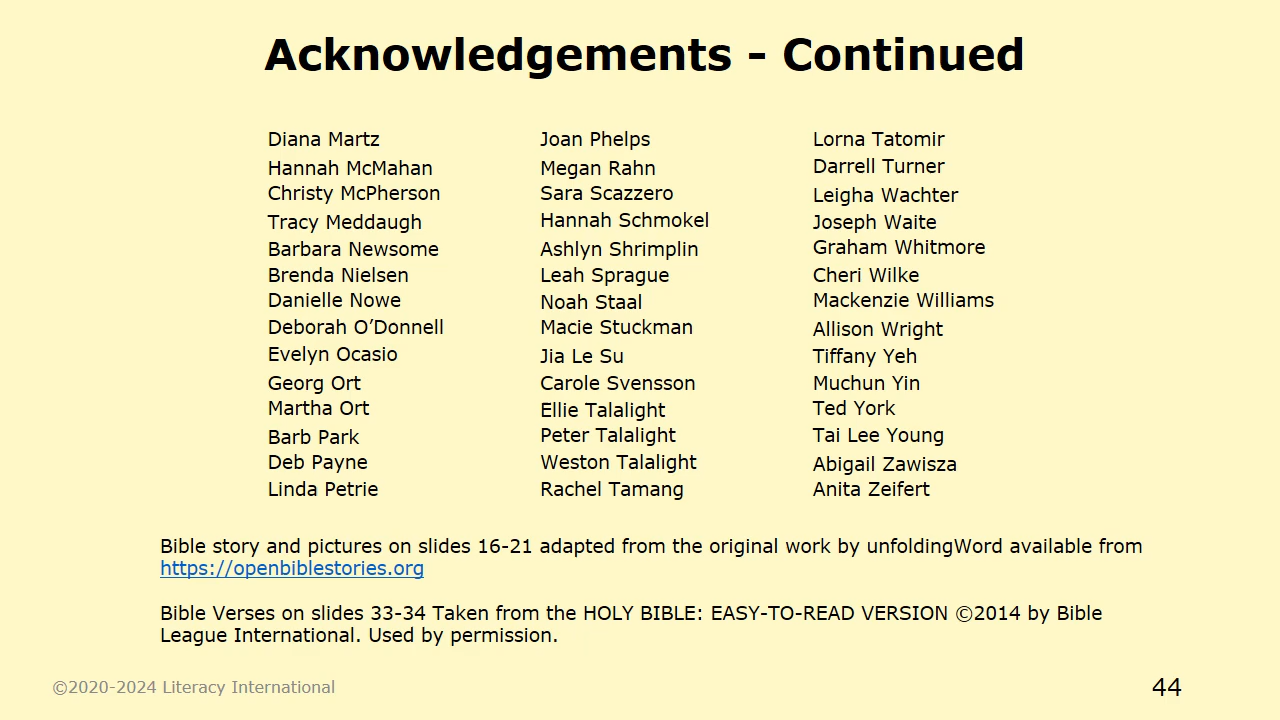 Acknowledgements - Continued
Diana Martz
Hannah McMahan
Christy McPherson
Tracy Meddaugh
Barbara Newsome
Brenda Nielsen
Danielle Nowe
Deborah O’Donnell
Evelyn Ocasio
Georg Ort
Martha Ort
Barb Park
Deb Payne
Linda Petrie
Joan Phelps
Megan Rahn
Sara Scazzero
Hannah Schmokel
Ashlyn Shrimplin
Leah Sprague
Noah Staal
Macie Stuckman
Jia Le Su
Carole Svensson
Ellie Talalight
Peter Talalight
Weston Talalight
Rachel Tamang
Lorna Tatomir
Darrell Turner
Leigha Wachter
Joseph Waite
Graham Whitmore
Cheri Wilke
Mackenzie Williams
Allison Wright
Tiffany Yeh
Muchun Yin
Ted York
Tai Lee Young
Abigail Zawisza
Anita Zeifert
Bible story and pictures on slides 16-21 adapted from the original work by unfoldingWord available from
https://openbiblestories.org
Bible Verses on slides 33-34 Taken from the HOLY BIBLE: EASY-TO-READ VERSION ©2014 by Bible
League International. Used by permission.
©2020-2024 Literacy International
44